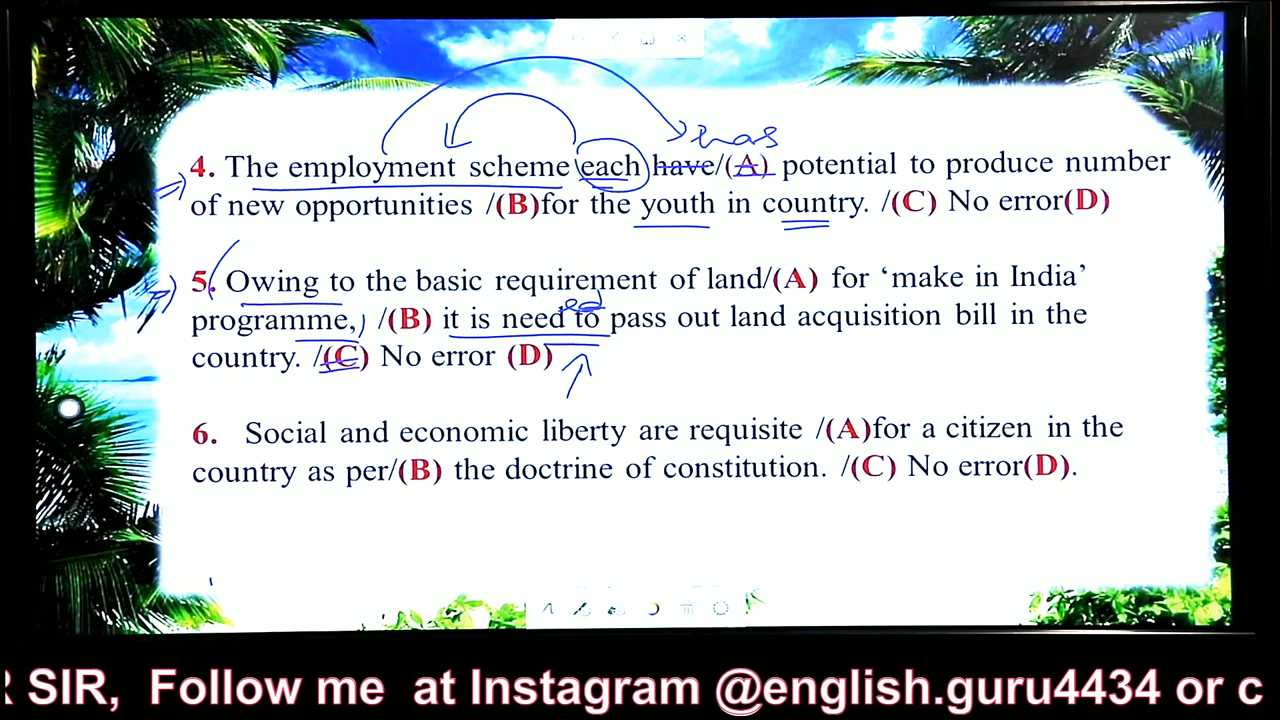 has
4. The employment scheme each have/(A) potential to produce number
of new opportunities /(B)for the youth in country. /(C) No error(D)
5. Owing to the basic requirement of land/(A) for ‘make in India’
ed
programme, /(B) it is need to pass out land acquisition bill in the
country. /(C) No error (D)
6. Social and economic liberty are requisite /(A)for a citizen in the
country as per/(B) the doctrine of constitution. /(C) No error(D).
R SIR, Follow me at Instagram @english.guru4434 or c